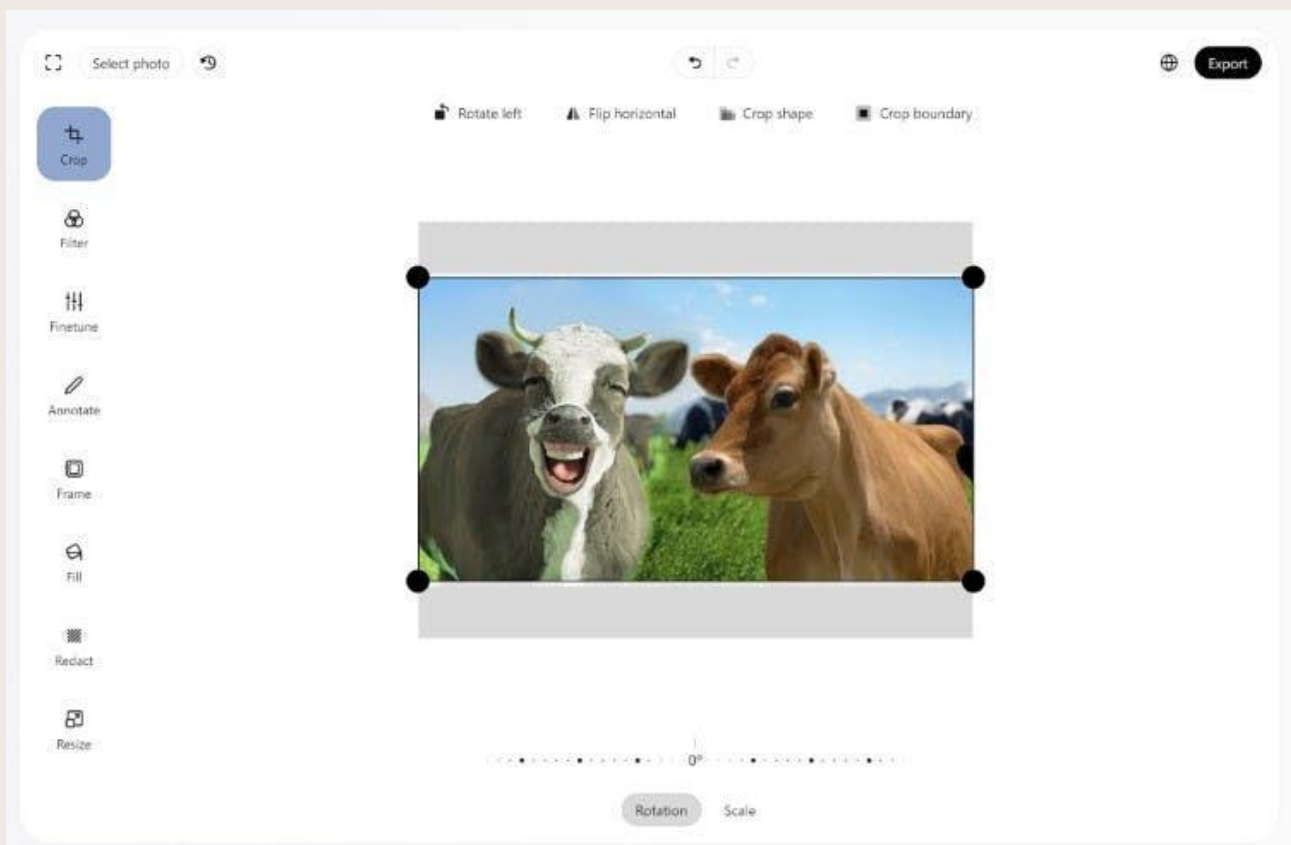 Select photo
Export
Rotate left
Flip horizontal
Crop shape
Crop boundary
Crop
Filter
Finetune
Annotate
Frame
Fill
Redact
Resize
0°
Rotation
Scale